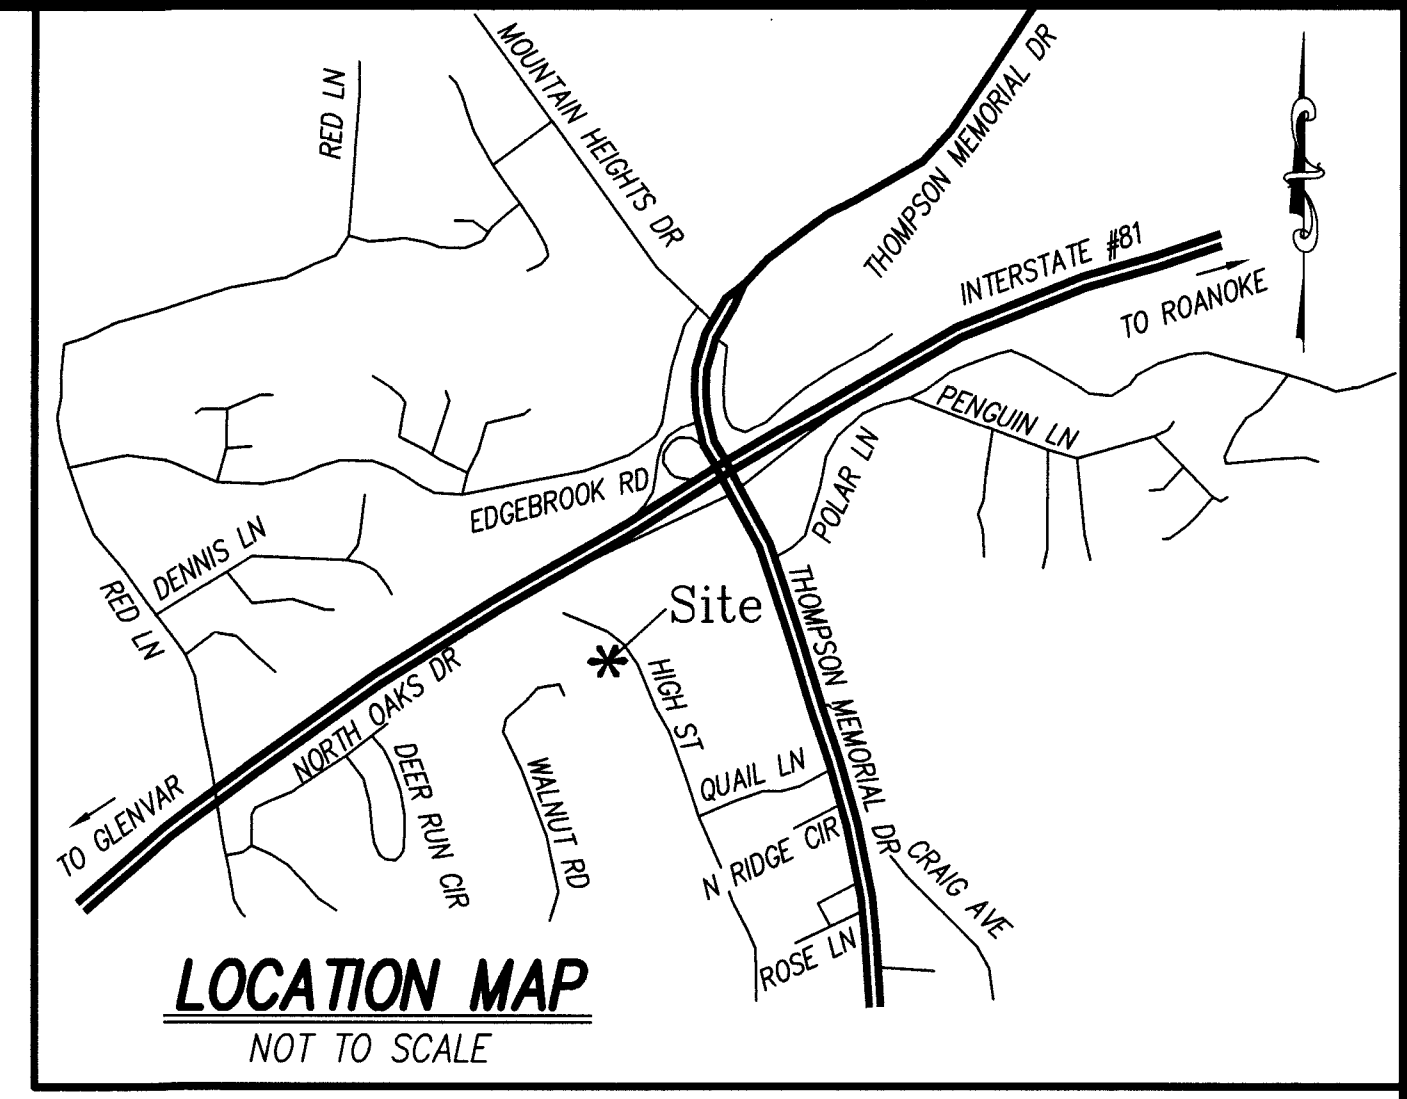 MOUNTAIN HEIGHTS DR
THOMPSON MEMORIAL DR
RED LN
INTERSTATE #81
TO ROANOKE
PENGUIN LN
POLAR LN
EDGEBROOK RD
DENNIS LN
RED LN
Site
THOMPSON MEMORIAL DR
HIGH ST
NORTH OAKS DR
DEER RUN CIR
WALNUT RD
QUAIL LN
TO GLENVAR
N RIDGE CIR
CRAIG AVE
ROSE LN
LOCATION MAP
NOT TO SCALE